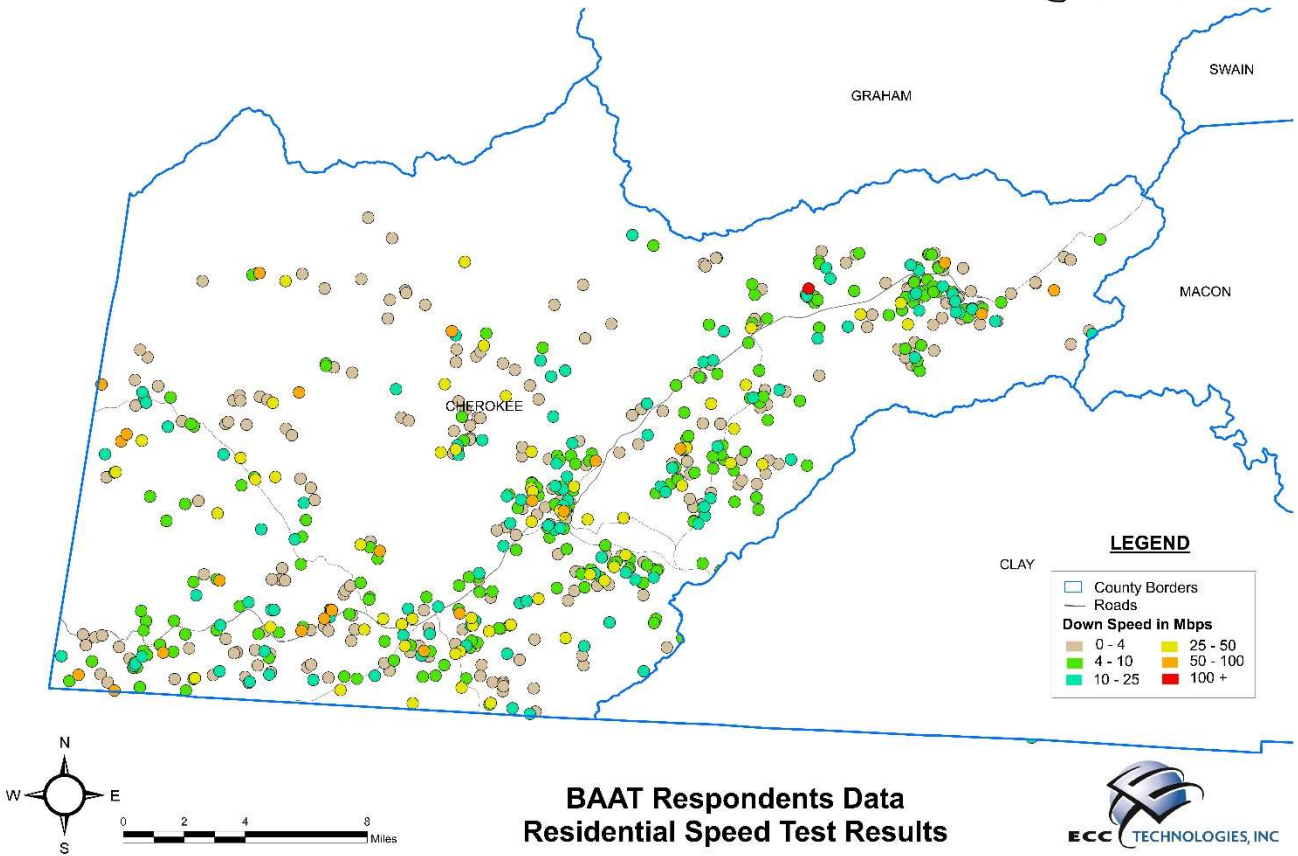 SWAIN
GRAHAM
MACON
CHEROKEE
CLAY
LEGEND
County Borders
Roads
Down Speed in Mbps
0 - 4
25 - 50
4 - 10
50 - 100
10 - 25
100 +
N
W E
S
0 2 4 8
Miles
BAAT Respondents Data
Residential Speed Test Results
ECC TECHNOLOGIES, INC